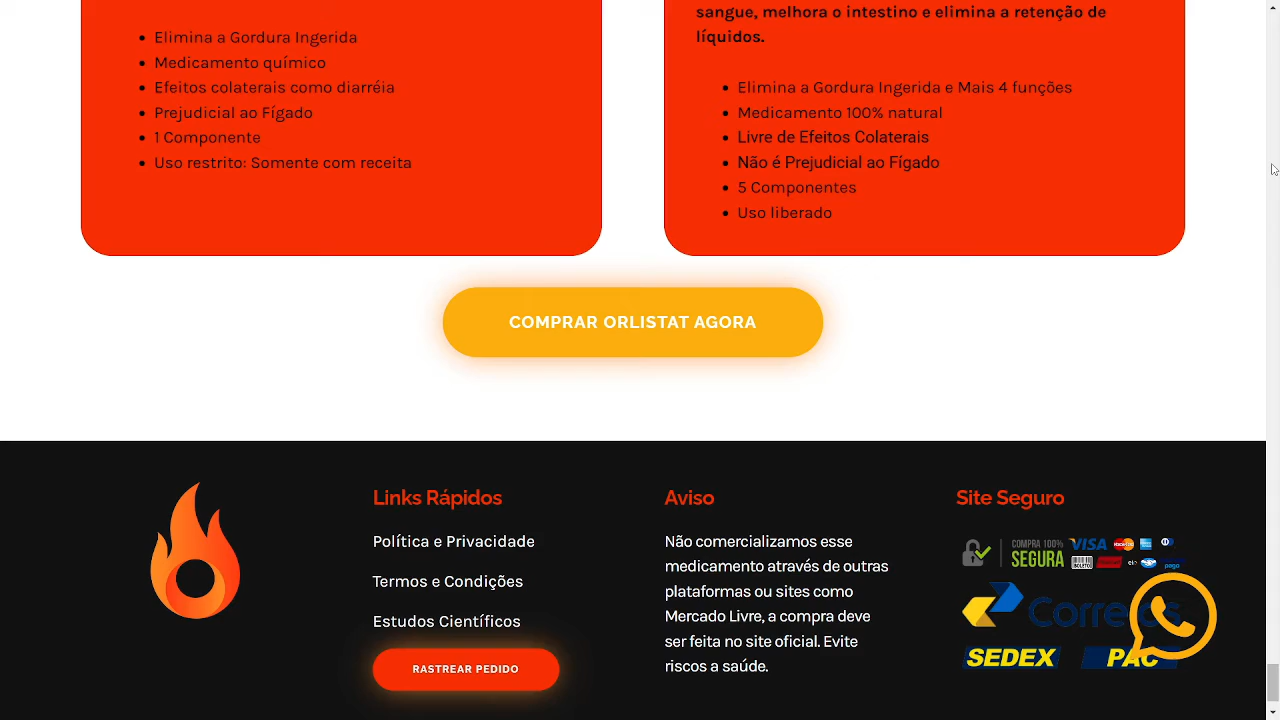 Elimina a Gordura Ingerida
Medicamento químico
Efeitos colaterais como diarréia
Prejudicial ao Fígado
1 Componente
Uso restrito: Somente com receita
sangue, melhora o intestino e elimina a retenção de
líquidos.
Elimina a Gordura Ingerida e Mais 4 funções
Medicamento 100% natural
Livre de Efeitos Colaterais
Não é Prejudicial ao Fígado
5 Componentes
Uso liberado
COMPRAR ORLISTAT AGORA
Links Rápidos
Política e Privacidade
Termos e Condições
Estudos Científicos
RASTREAR PEDIDO
Aviso
Não comercializamos esse
medicamento através de outras
plataformas ou sites como
Mercado Livre, a compra deve
ser feita no site oficial. Evite
riscos a saúde.
Site Seguro
COMPRA 100%
SEGURA
VISA
BOLETO
pago
Correios
SEDEX
PAC